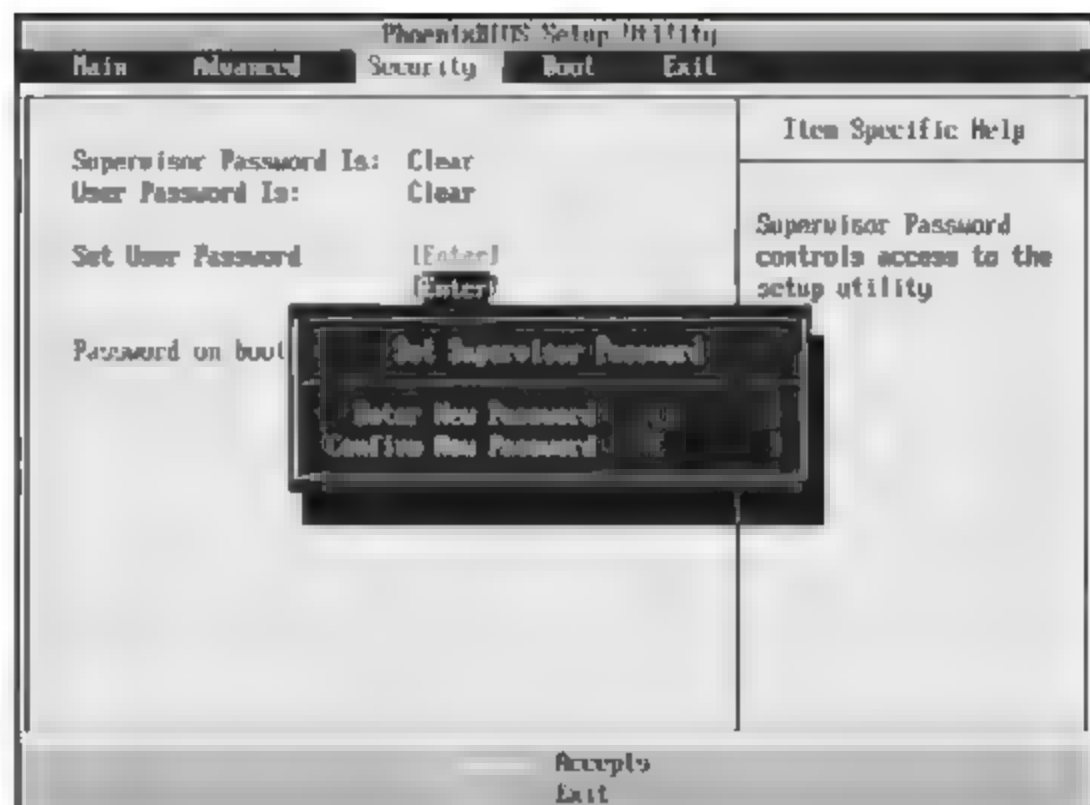 PhoenixBIOS Setup Utility
Main Advanced Security Boot Exit
Item Specific Help
Supervisor Password Is: Clear
User Password Is: Clear
Set User Password [Enter]
[Enter]
Password on boot
Supervisor Password
controls access to the
setup utility
Set Supervisor Password
Enter New Password
Confirm New Password
Accepts
Exit